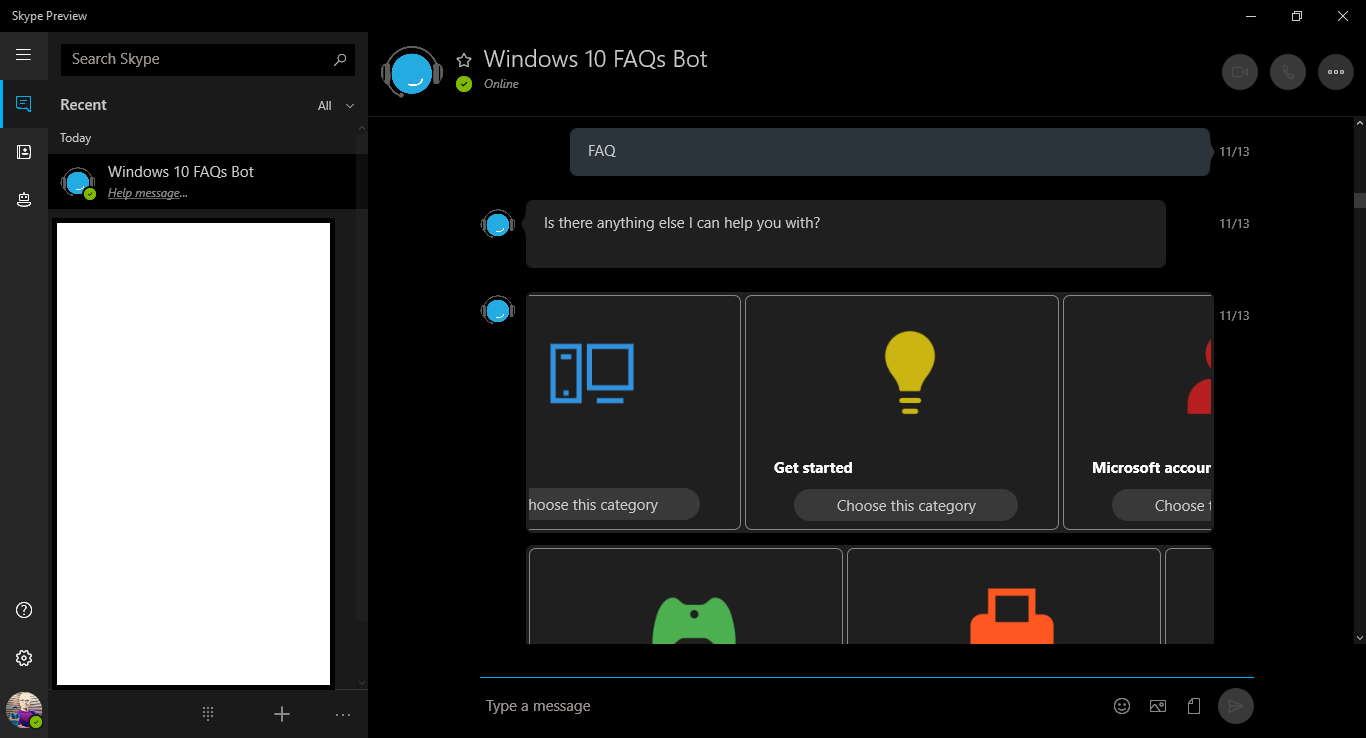 Skype Preview
Search Skype
Recent
All
Today
Windows 10 FAQs Bot
Help message...
Windows 10 FAQs Bot
Online
FAQ
11/13
Is there anything else I can help you with?
11/13
11/13
Get started
Microsoft accour
hoose this category
Choose this category
Choose t
Type a message